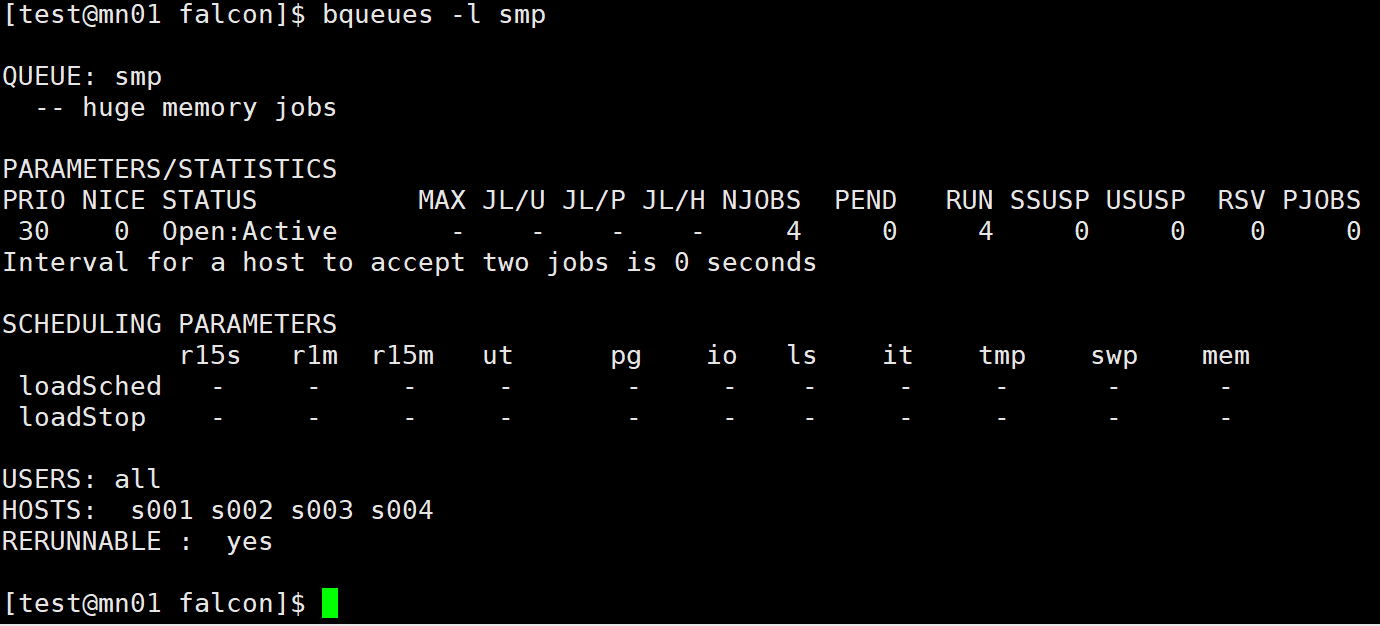 [test@mn01 falcon]$ bqueues -l smp
QUEUE: smp
-- huge memory jobs
PARAMETERS/STATISTICS
PRIO NICE STATUS MAX JL/U JL/P JL/H NJOBS PEND RUN SSUSP USUSP RSV PJOBS
30 0 Open:Active - - - - 4 0 4 0 0 0 0
Interval for a host to accept two jobs is 0 seconds
SCHEDULING PARAMETERS
r15s r1m r15m ut pg io ls it tmp swp mem
loadSched - - - - - - - - - - -
loadStop - - - - - - - - - - -
USERS: all
HOSTS: s001 s002 s003 s004
RERUNNABLE : yes
[test@mn01 falcon]$